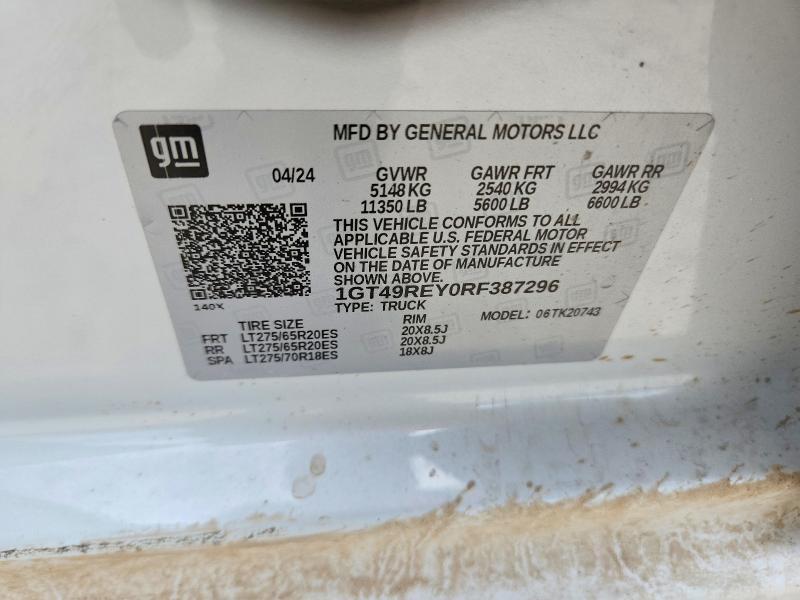 gm
MFD BY GENERAL MOTORS LLC
04/24 GVWR GAWR FRT GAWR RR
5148 KG 2540 KG 2994 KG
11350 LB 5600 LB 6600 LB
THIS VEHICLE CONFORMS TO ALL
APPLICABLE U.S. FEDERAL MOTOR
VEHICLE SAFETY STANDARDS IN EFFECT
ON THE DATE OF MANUFACTURE
SHOWN ABOVE.
1GT49REY0RF387296
140X
TYPE: TRUCK MODEL: 06TK20743
TIRE SIZE RIM
FRT LT275/65R20ES 20X8.5J
RR LT275/65R20ES 20X8.5J
SPA LT275/70R18ES 18X8J